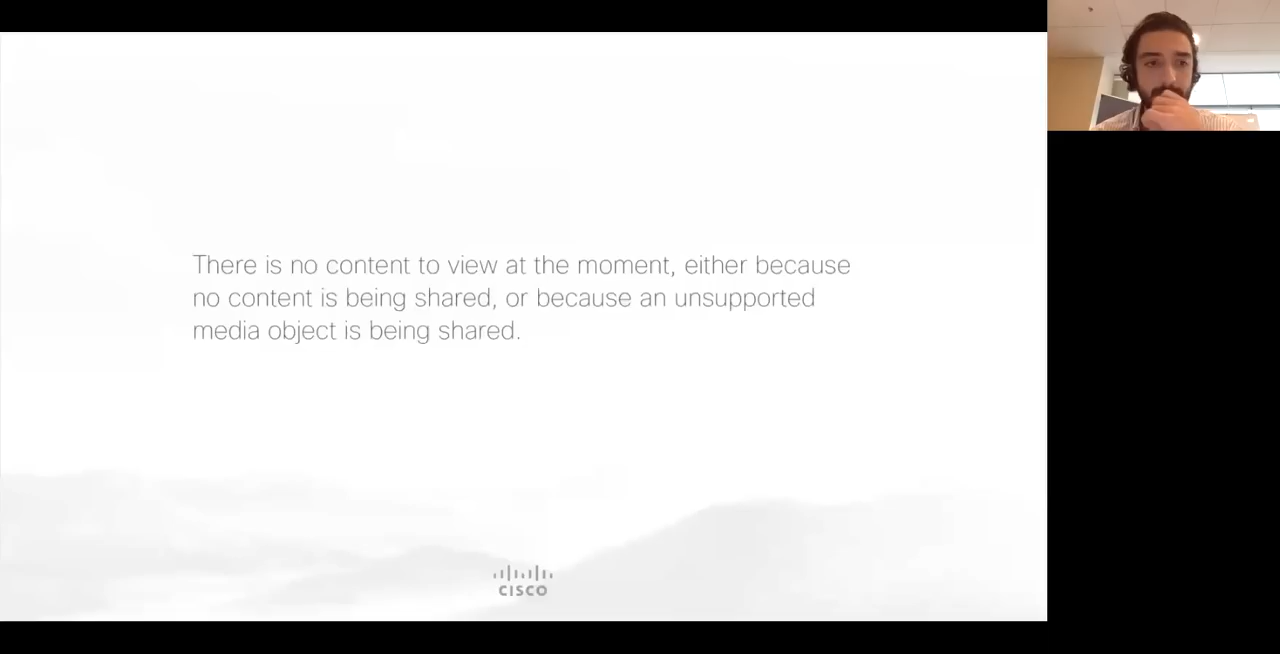 There is no content to view at the moment, either because
no content is being shared, or because an unsupported
media object is being shared.
CISCO